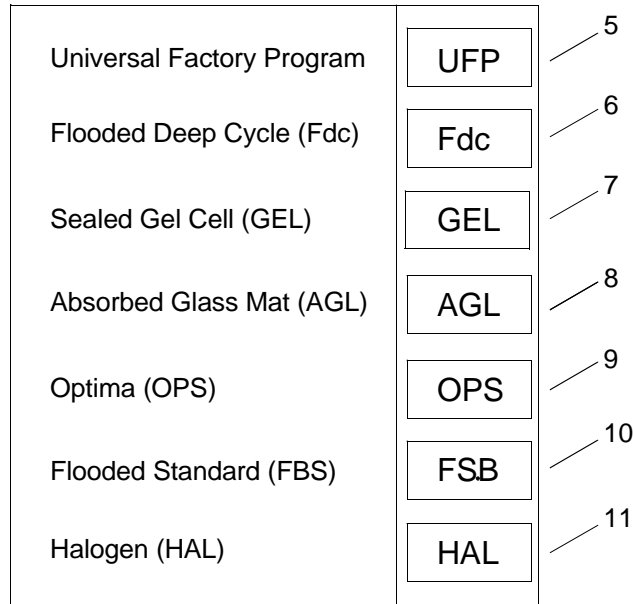 Universal Factory Program UFP 5
Flooded Deep Cycle (Fdc) Fdc 6
Sealed Gel Cell (GEL) GEL 7
Absorbed Glass Mat (AGL) AGL 8
Optima (OPS) OPS 9
Flooded Standard (FBS) FS.B 10
Halogen (HAL) HAL 11